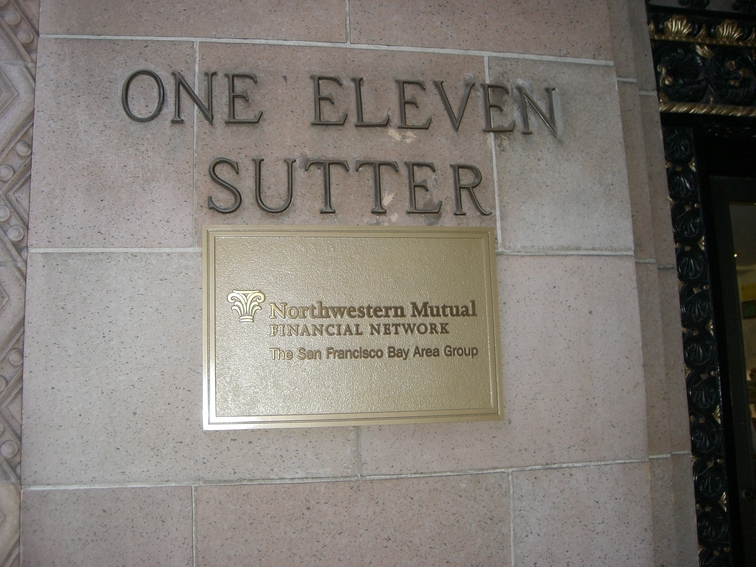 ONE ELEVEN
SUTTER
Northwestern Mutual
FINANCIAL NETWORK
The San Francisco Bay Area Group